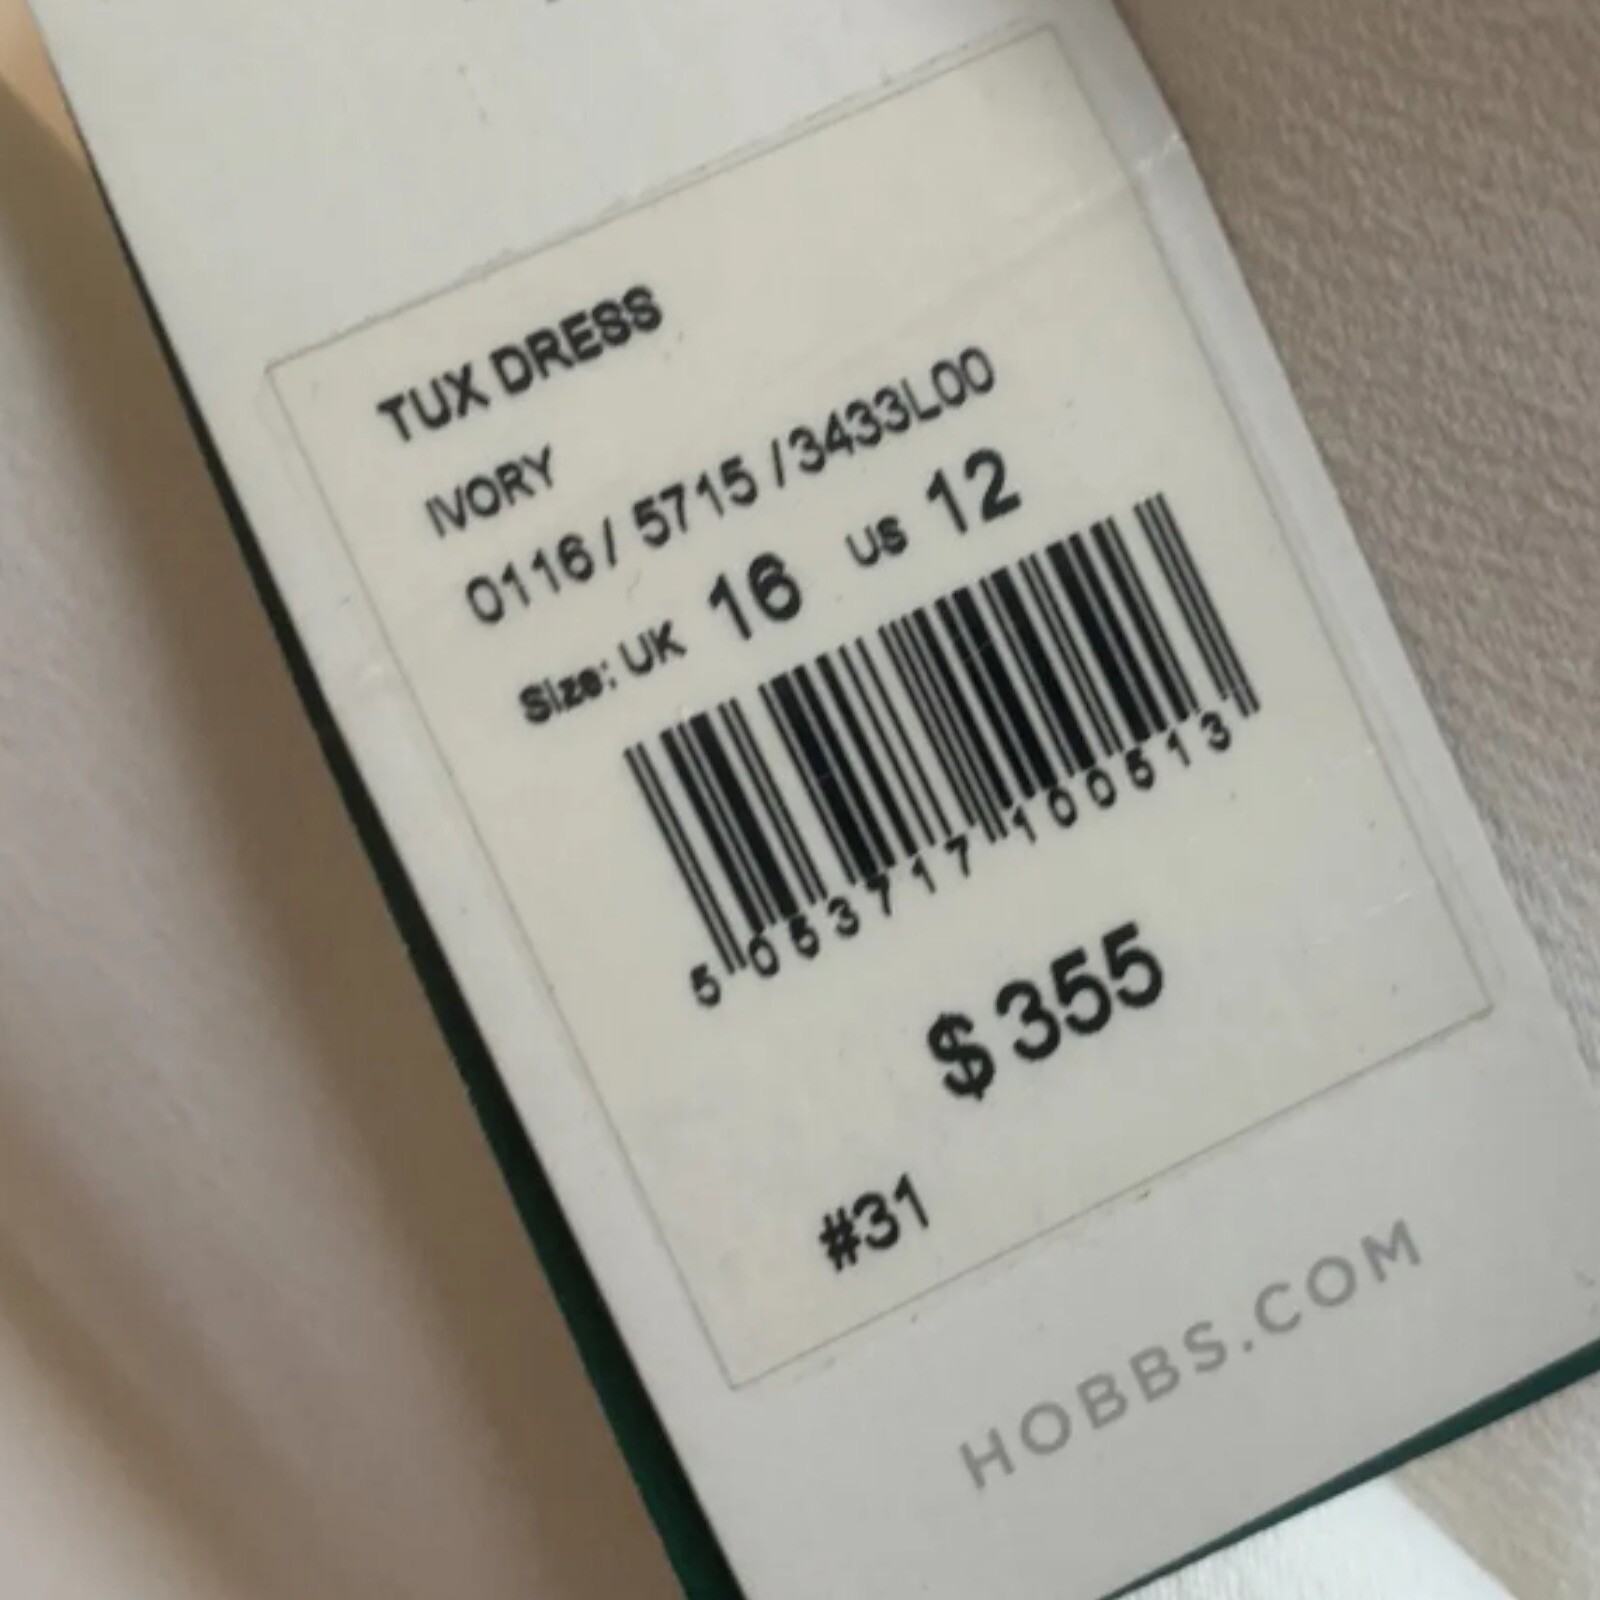 TUX DRESS
IVORY
0116/ 5715 /3433L00
Size: UK 16 US 12
5 053717 100513
$ 355
#31
HOBBS.COM